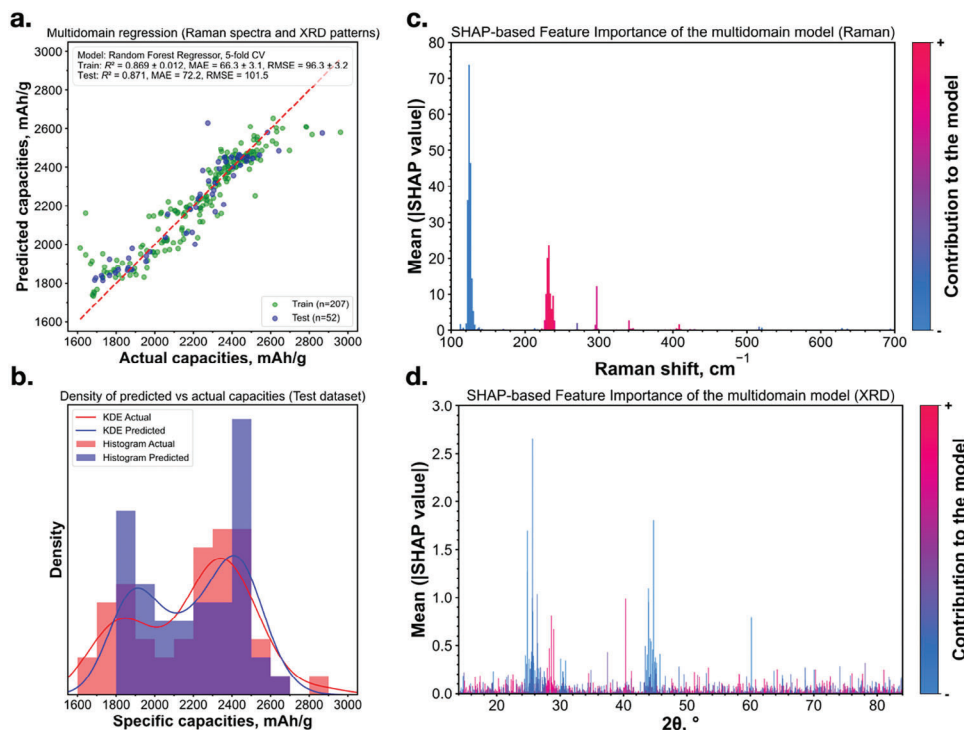 a.
Multidomain regression (Raman spectra and XRD patterns)
Model: Random Forest Regressor, 5-fold CV
Train: R² = 0.869 ± 0.012, MAE = 66.3 ± 3.1, RMSE = 96.3 ± 3.2
Test: R² = 0.871, MAE = 72.2, RMSE = 101.5
Predicted capacities, mAh/g
3000
2800
2600
2400
2200
2000
1800
1600
Train (n=207)
Test (n=52)
1600 1800 2000 2200 2400 2600 2800 3000
Actual capacities, mAh/g
b.
Density of predicted vs actual capacities (Test dataset)
KDE Actual
KDE Predicted
Histogram Actual
Histogram Predicted
Density
1600 1800 2000 2200 2400 2600 2800 3000
Specific capacities, mAh/g
c.
SHAP-based Feature Importance of the multidomain model (Raman)
Mean (|SHAP value|)
80
70
60
50
40
30
20
10
0
100 200 300 400 500 600 700
Raman shift, cm⁻¹
+
-
Contribution to the model
d.
SHAP-based Feature Importance of the multidomain model (XRD)
Mean (|SHAP value|)
3.0
2.5
2.0
1.5
1.0
0.5
0.0
20 30 40 50 60 70 80
2θ, °
+
-
Contribution to the model